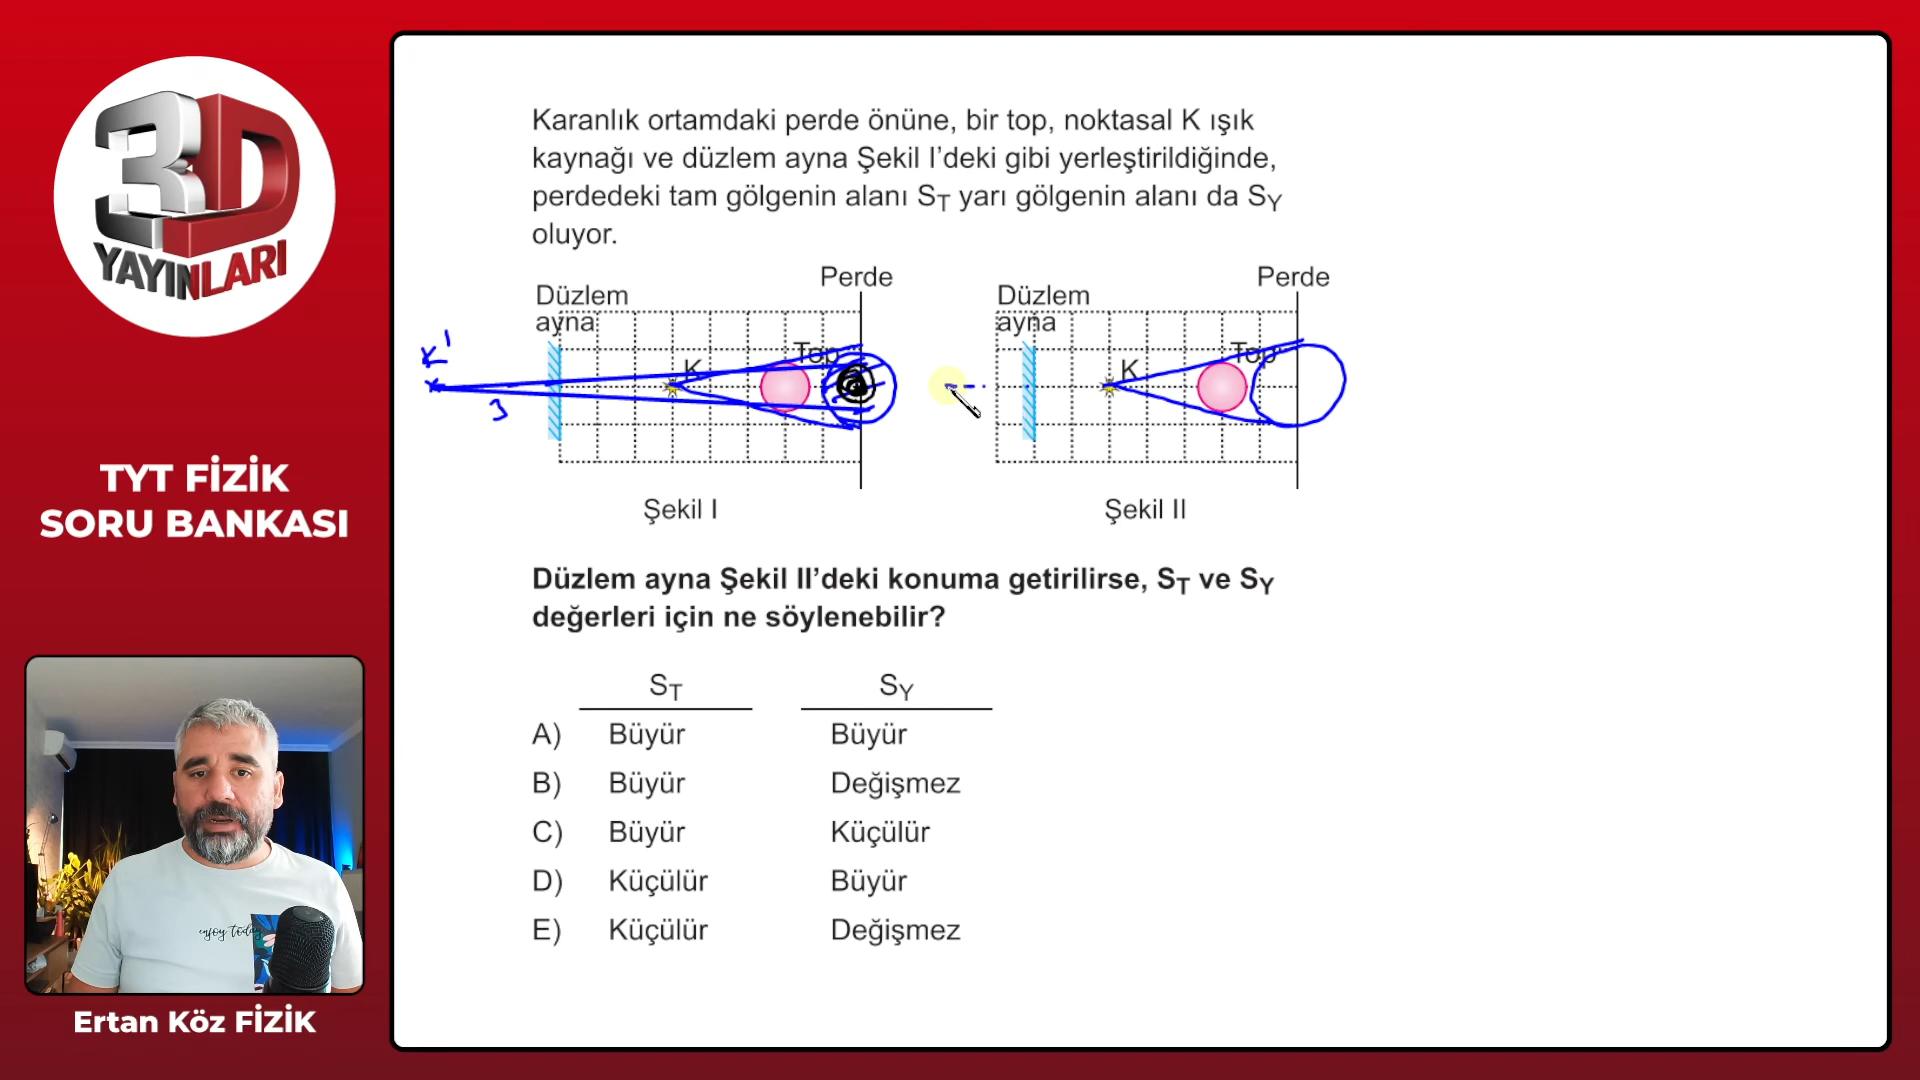 3D
YAYINLARI
TYT FİZİK
SORU BANKASI
enjoy today
Ertan Köz FİZİK
Karanlık ortamdaki perde önüne, bir top, noktasal K ışık
kaynağı ve düzlem ayna Şekil I'deki gibi yerleştirildiğinde,
perdedeki tam gölgenin alanı ST yarı gölgenin alanı da SY
oluyor.
Düzlem
ayna
Perde
K'
K
Top
3
Şekil I
Düzlem
ayna
Perde
K
Top
Şekil II
Düzlem ayna Şekil II'deki konuma getirilirse, ST ve SY
değerleri için ne söylenebilir?
ST SY
A) Büyür Büyür
B) Büyür Değişmez
C) Büyür Küçülür
D) Küçülür Büyür
E) Küçülür Değişmez